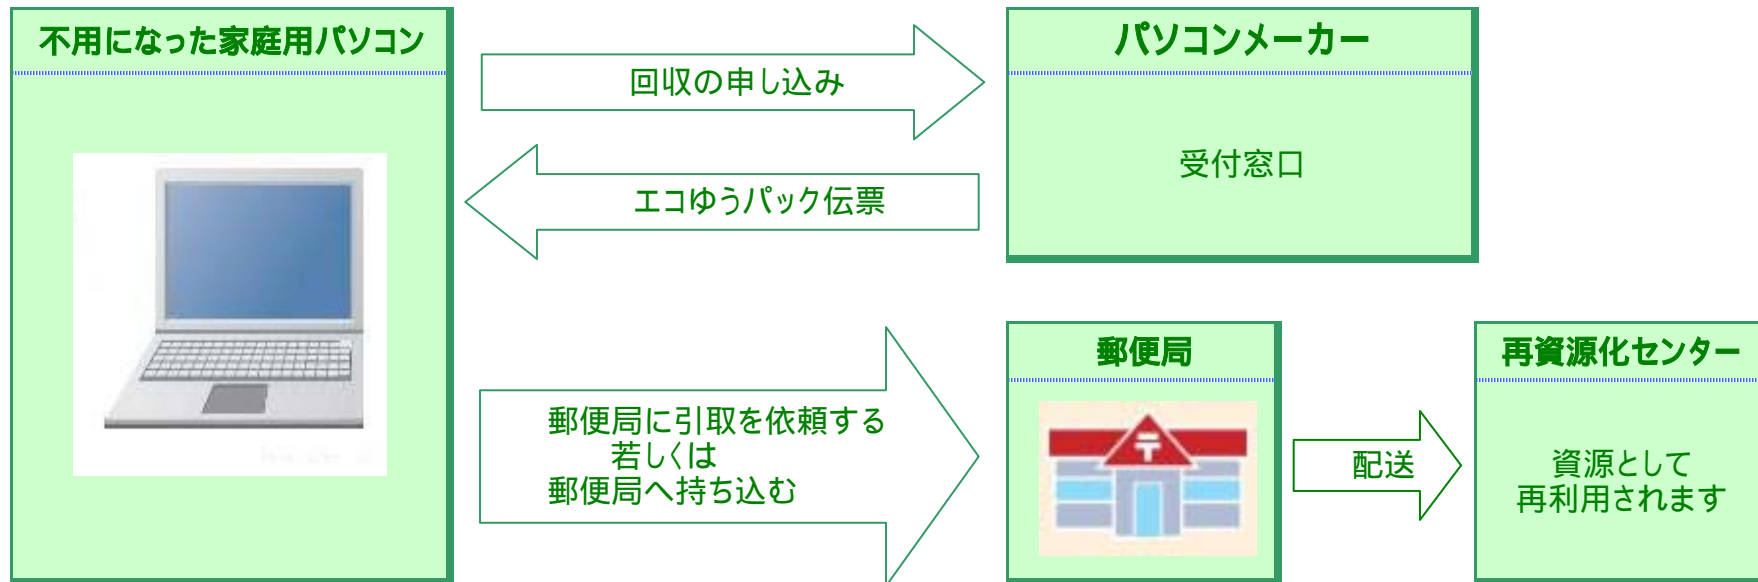 不用になった家庭用パソコン
回収の申し込み
パソコンメーカー
受付窓口
エコゆうパック伝票
郵便局に引取を依頼する
若しくは
郵便局へ持ち込む
郵便局
〒
配送
再資源化センター
資源として
再利用されます